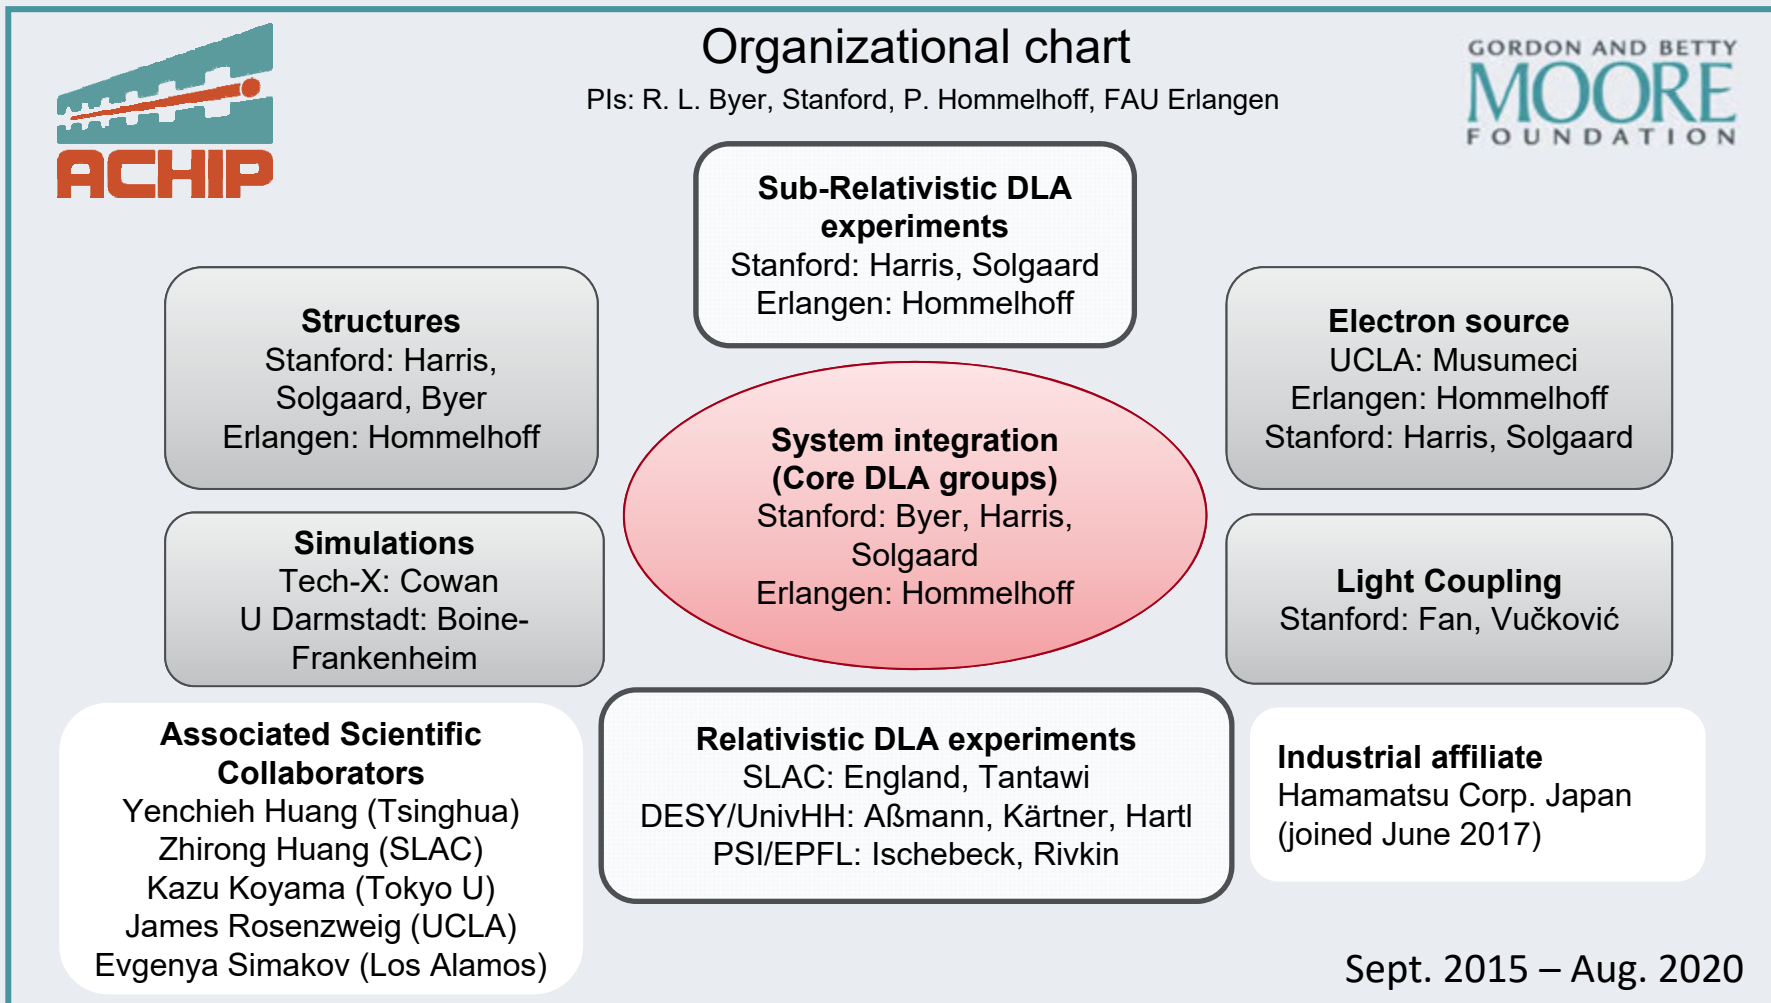 Organizational chart
PIs: R. L. Byer, Stanford, P. Hommelhoff, FAU Erlangen
ACHIP
GORDON AND BETTY
MOORE
FOUNDATION
Sub-Relativistic DLA
experiments
Stanford: Harris, Solgaard
Erlangen: Hommelhoff
Structures
Stanford: Harris,
Solgaard, Byer
Erlangen: Hommelhoff
Electron source
UCLA: Musumeci
Erlangen: Hommelhoff
Stanford: Harris, Solgaard
System integration
(Core DLA groups)
Stanford: Byer, Harris,
Solgaard
Erlangen: Hommelhoff
Simulations
Tech-X: Cowan
U Darmstadt: Boine-
Frankenheim
Light Coupling
Stanford: Fan, Vučković
Associated Scientific
Collaborators
Yenchieh Huang (Tsinghua)
Zhirong Huang (SLAC)
Kazu Koyama (Tokyo U)
James Rosenzweig (UCLA)
Evgenya Simakov (Los Alamos)
Relativistic DLA experiments
SLAC: England, Tantawi
DESY/UnivHH: Aßmann, Kärtner, Hartl
PSI/EPFL: Ischebeck, Rivkin
Industrial affiliate
Hamamatsu Corp. Japan
(joined June 2017)
Sept. 2015 – Aug. 2020